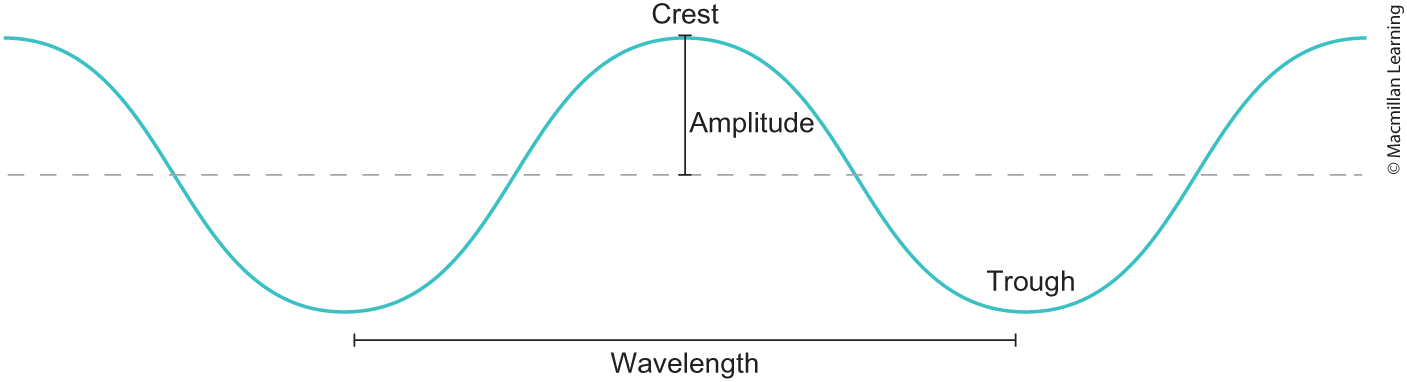 Crest
Amplitude
Trough
Wavelength
© Macmillan Learning